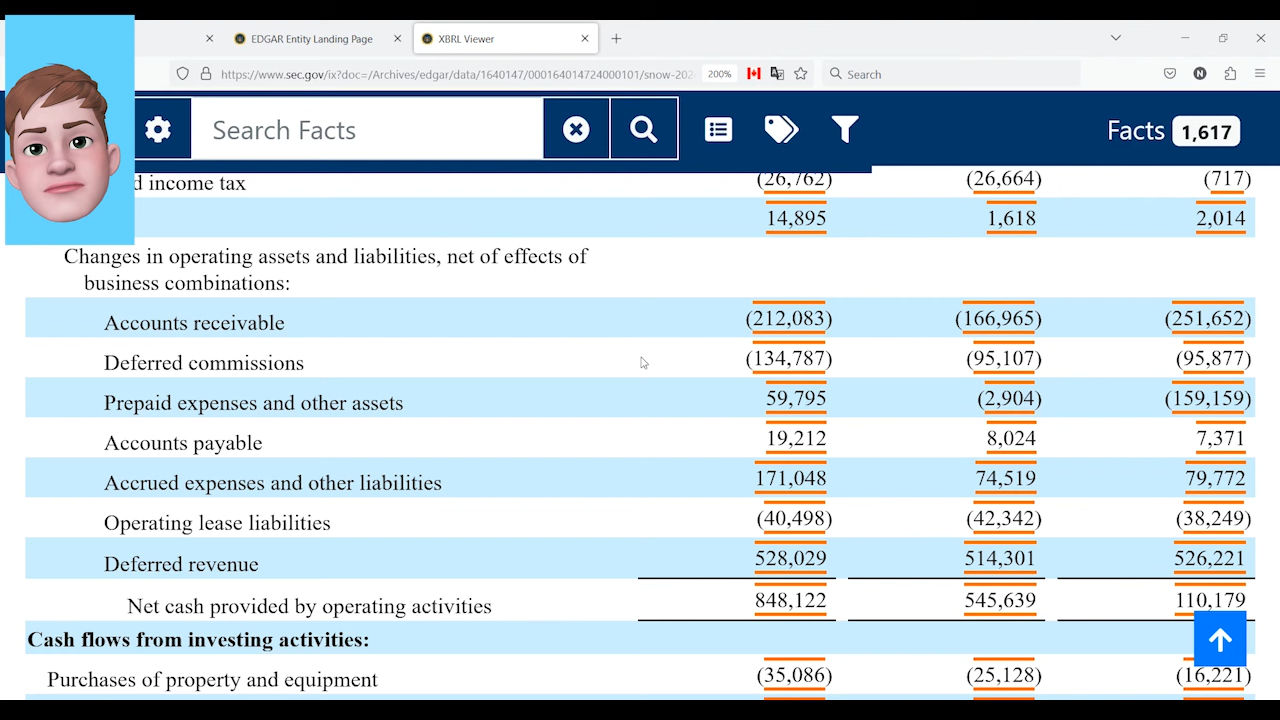 EDGAR Entity Landing Page XBRL Viewer
https://www.sec.gov/ix?doc=/Archives/edgar/data/1640147/000164014724000101/snow-202 200% Search
Search Facts Facts 1,617
d income tax (26,762) (26,664) (717)
14,895 1,618 2,014
Changes in operating assets and liabilities, net of effects of
business combinations:
Accounts receivable (212,083) (166,965) (251,652)
Deferred commissions (134,787) (95,107) (95,877)
Prepaid expenses and other assets 59,795 (2,904) (159,159)
Accounts payable 19,212 8,024 7,371
Accrued expenses and other liabilities 171,048 74,519 79,772
Operating lease liabilities (40,498) (42,342) (38,249)
Deferred revenue 528,029 514,301 526,221
Net cash provided by operating activities 848,122 545,639 110,179
Cash flows from investing activities:
Purchases of property and equipment (35,086) (25,128) (16,221)